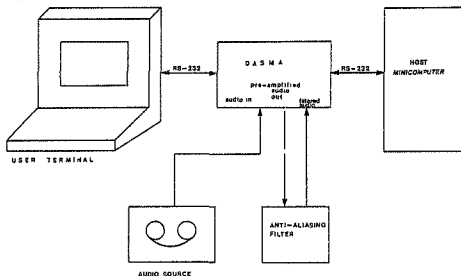 RS-232
DASMA
pre-amplified
audio
out
audio in
filtered
audio
RS-232
HOST
MINICOMPUTER
USER TERMINAL
ANTI-ALIASING
FILTER
AUDIO SOURCE